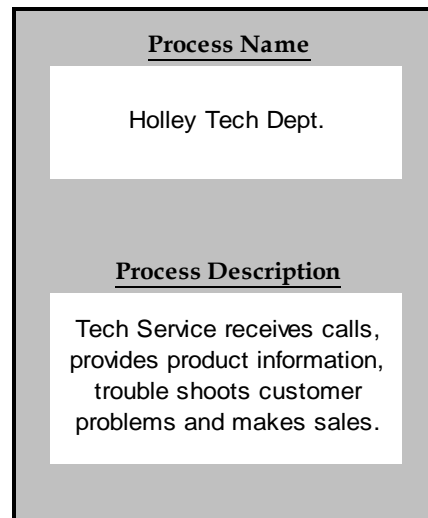 Process Name
Holley Tech Dept.
Process Description
Tech Service receives calls,
provides product information,
trouble shoots customer
problems and makes sales.